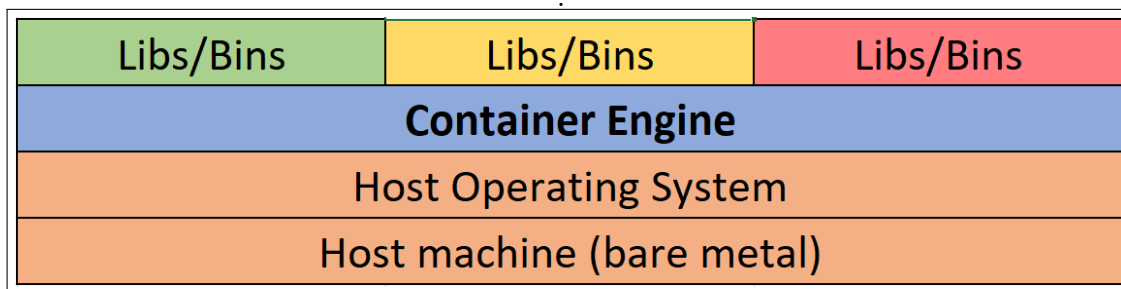 Libs/Bins Libs/Bins Libs/Bins
Container Engine
Host Operating System
Host machine (bare metal)